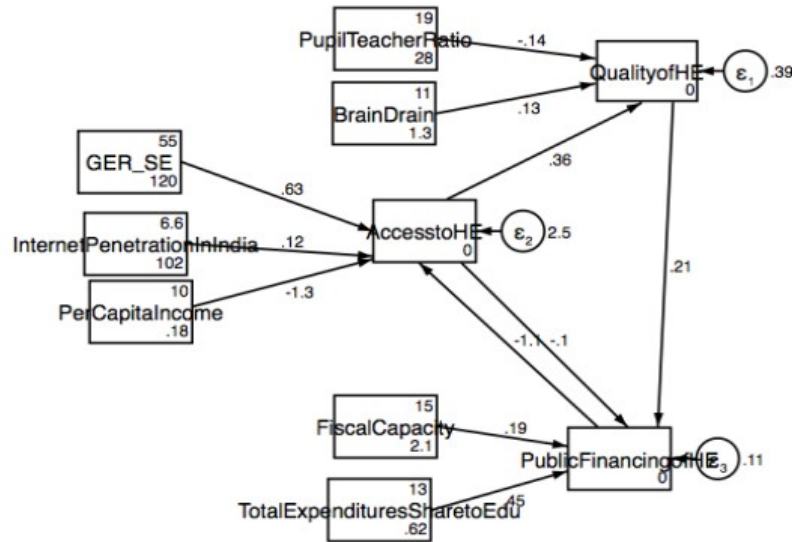 19
PupilTeacherRatio
28
-.14
QualityofHE
0
ε1
.39
11
BrainDrain
1.3
.13
.36
55
GER_SE
120
.63
6.6
InternetPenetrationInIndia
102
.12
AccesstoHE
0
ε2
2.5
10
PerCapitaIncome
.18
-1.3
.21
-1.1
-.1
15
FiscalCapacity
2.1
.19
PublicFinancingofHE
0
ε3
.11
13
TotalExpendituresSharetoEdu
.62
.45